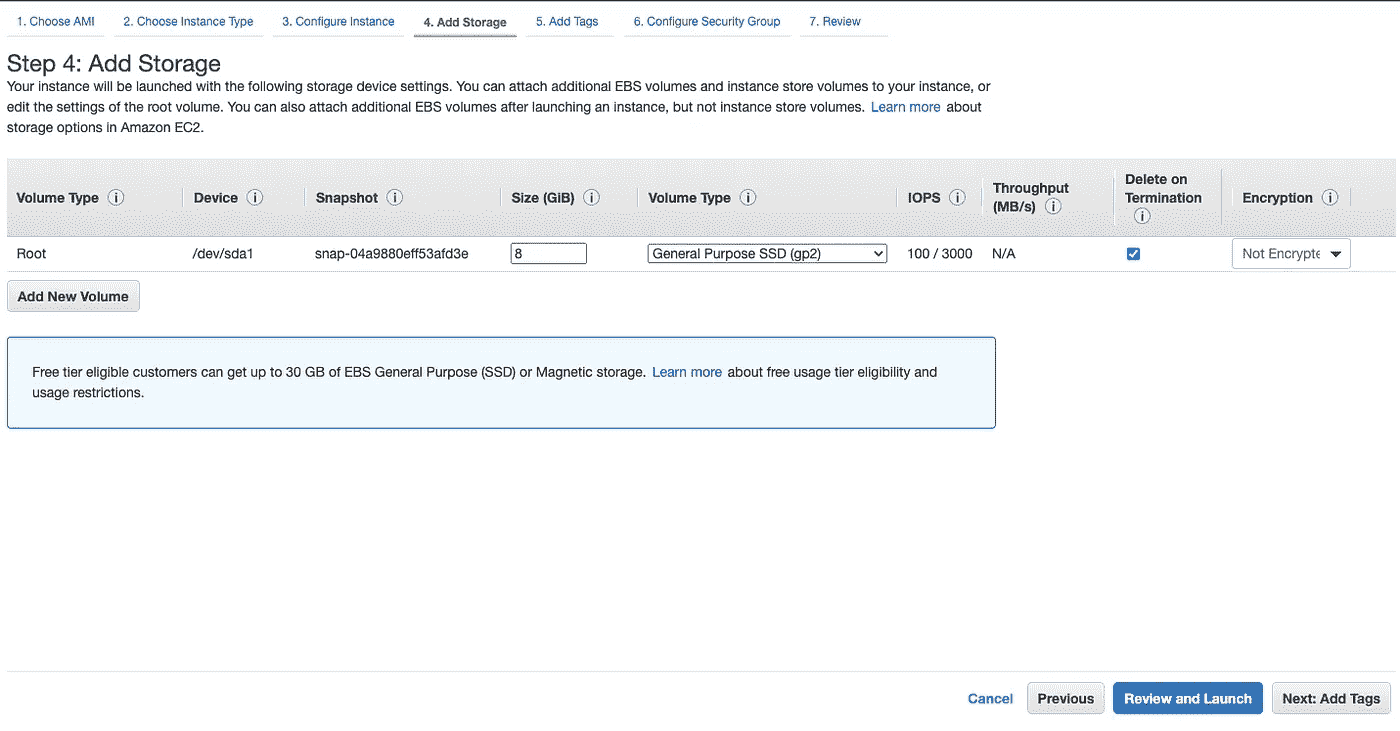 1. Choose AMI 2. Choose Instance Type 3. Configure Instance 4. Add Storage 5. Add Tags 6. Configure Security Group 7. Review
Step 4: Add Storage
Your instance will be launched with the following storage device settings. You can attach additional EBS volumes and instance store volumes to your instance, or
edit the settings of the root volume. You can also attach additional EBS volumes after launching an instance, but not instance store volumes. Learn more about
storage options in Amazon EC2.
Volume Type i Device i Snapshot i Size (GiB) i Volume Type i IOPS i Throughput (MB/s) i Delete on Termination i Encryption i
Root /dev/sda1 snap-04a9880eff53afd3e 8 General Purpose SSD (gp2) 100 / 3000 N/A Not Encrypte
Add New Volume
Free tier eligible customers can get up to 30 GB of EBS General Purpose (SSD) or Magnetic storage. Learn more about free usage tier eligibility and
usage restrictions.
Cancel Previous Review and Launch Next: Add Tags